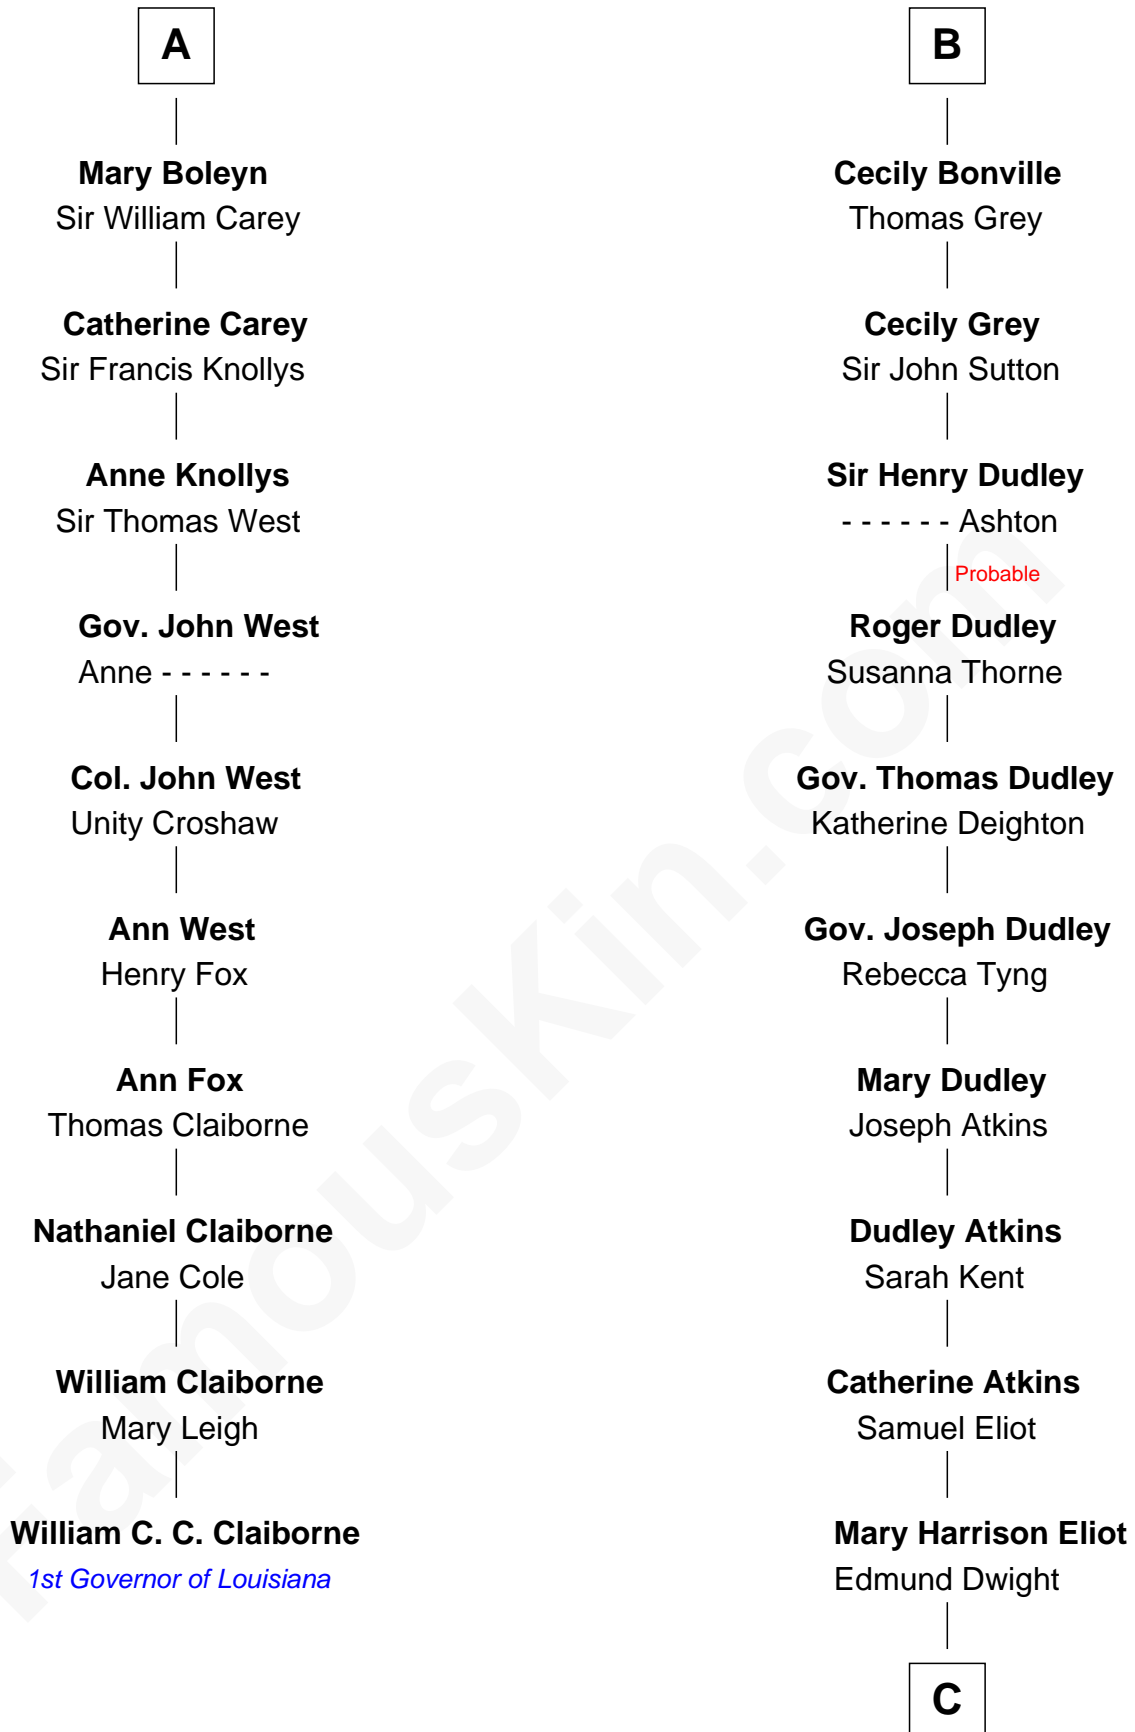 A
Mary Boleyn
Sir William Carey
Catherine Carey
Sir Francis Knollys
Anne Knollys
Sir Thomas West
Gov. John West
Anne - - - - - -
Col. John West
Unity Croshaw
Ann West
Henry Fox
Ann Fox
Thomas Claiborne
Nathaniel Claiborne
Jane Cole
William Claiborne
Mary Leigh
William C. C. Claiborne
1st Governor of Louisiana
B
Cecily Bonville
Thomas Grey
Cecily Grey
Sir John Sutton
Sir Henry Dudley
- - - - - - Ashton
Probable
Roger Dudley
Susanna Thorne
Gov. Thomas Dudley
Katherine Deighton
Gov. Joseph Dudley
Rebecca Tyng
Mary Dudley
Joseph Atkins
Dudley Atkins
Sarah Kent
Catherine Atkins
Samuel Eliot
Mary Harrison Eliot
Edmund Dwight
C
FamousKin.com